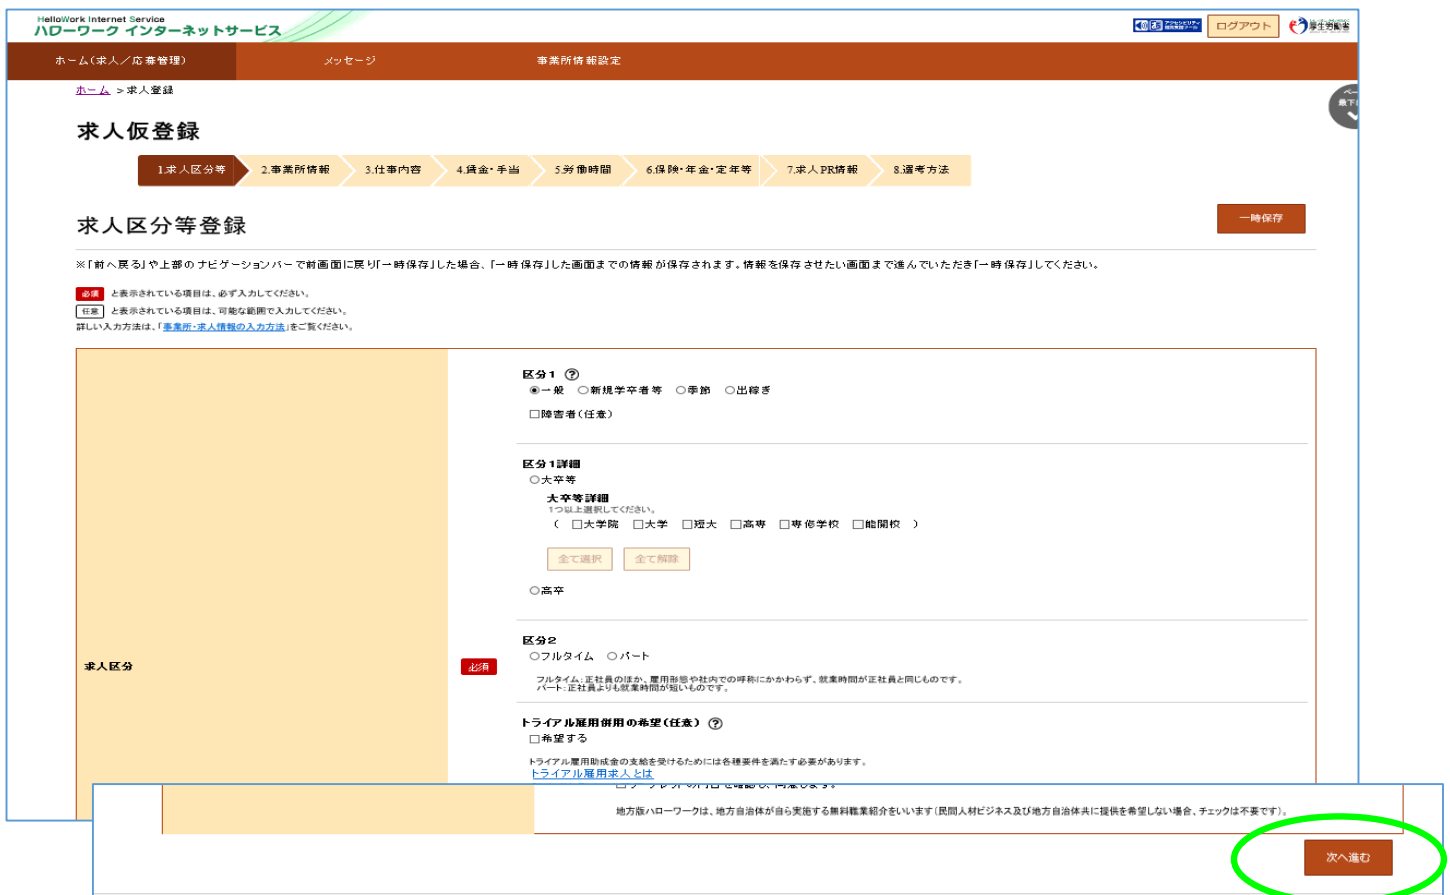 HelloWork Internet Service
ハローワーク インターネットサービス
ログアウト
厚生労働省
ホーム(求人／応募管理) メッセージ 事業所情報設定
ホーム ＞求人登録
求人仮登録
1.求人区分等 2.事業所情報 3.仕事内容 4.賃金・手当 5.労働時間 6.保険・年金・定年等 7.求人PR情報 8.選考方法
求人区分等登録
一時保存
※「前へ戻る」や上部のナビゲーションバーで前画面に戻り「一時保存」した場合、「一時保存」した画面までの情報が保存されます。情報を保存させたい画面まで進んでいただき「一時保存」してください。
必須 と表示されている項目は、必ず入力してください。
任意 と表示されている項目は、可能な範囲で入力してください。
詳しい入力方法は、「事業所・求人情報の入力方法」をご覧ください。
区分1 ?
一般 新規学卒者等 季節 出稼ぎ
障害者(任意)
区分1詳細
大卒等
大卒等詳細
1つ以上選択してください。
( 大学院 大学 短大 高専 専修学校 能開校 )
全て選択 全て解除
高卒
区分2
フルタイム パート
求人区分 必須
フルタイム:正社員のほか、雇用形態や社内での呼称にかかわらず、就業時間が正社員と同じものです。
パート:正社員よりも就業時間が短いものです。
トライアル雇用併用の希望(任意) ?
希望する
トライアル雇用助成金の支給を受けるためには各種要件を満たす必要があります。
トライアル雇用求人とは
地方版ハローワークは、地方自治体が自ら実施する無料職業紹介をいいます(民間人材ビジネス及び地方自治体共に提供を希望しない場合、チェックは不要です)。
次へ進む